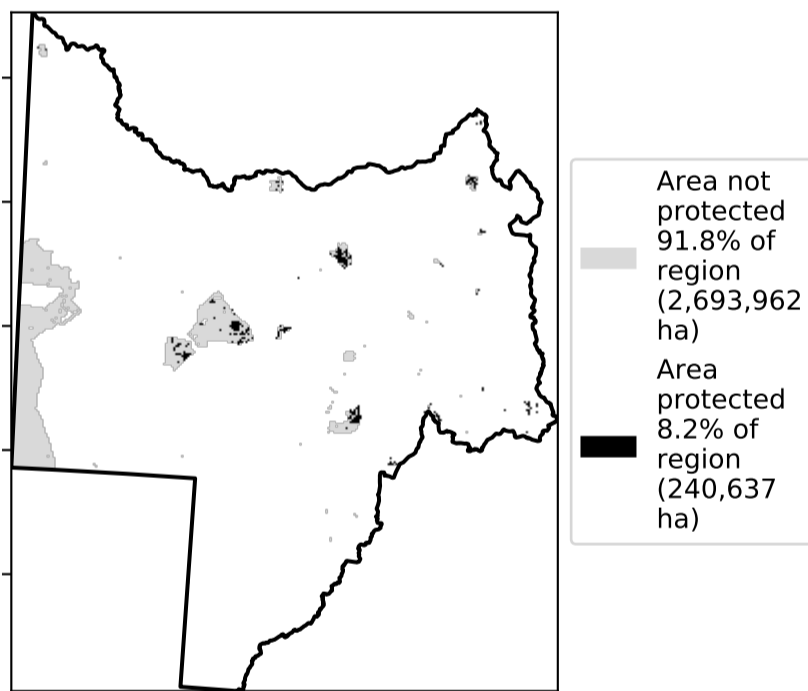 Area not
protected
91.8% of
region
(2,693,962
ha)
Area
protected
8.2% of
region
(240,637
ha)